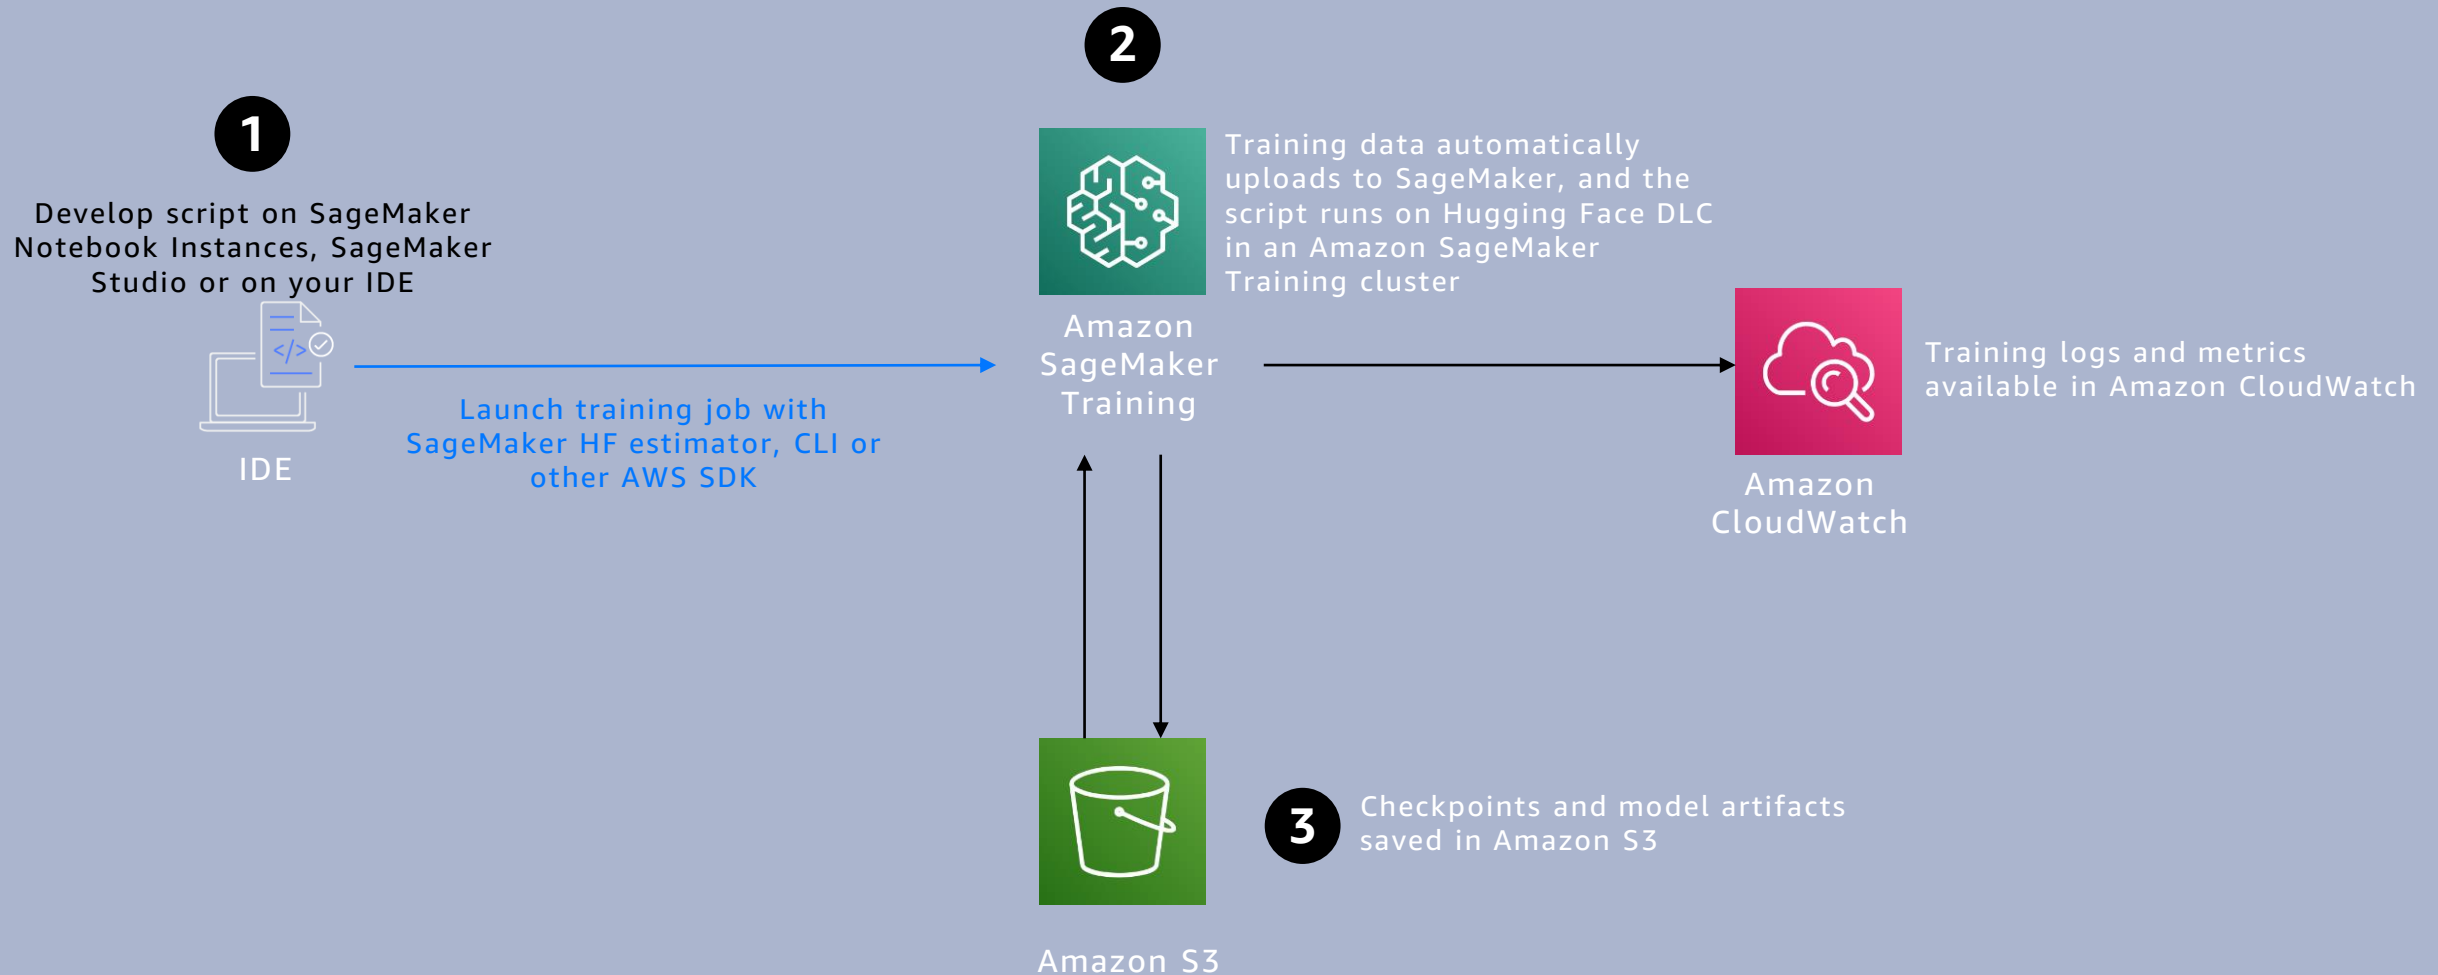 1
Develop script on SageMaker
Notebook Instances, SageMaker
Studio or on your IDE
</>
IDE
Launch training job with
SageMaker HF estimator, CLI or
other AWS SDK
2
Training data automatically
uploads to SageMaker, and the
script runs on Hugging Face DLC
in an Amazon SageMaker
Training cluster
Amazon
SageMaker
Training
Training logs and metrics
available in Amazon CloudWatch
Amazon
CloudWatch
3
Checkpoints and model artifacts
saved in Amazon S3
Amazon S3